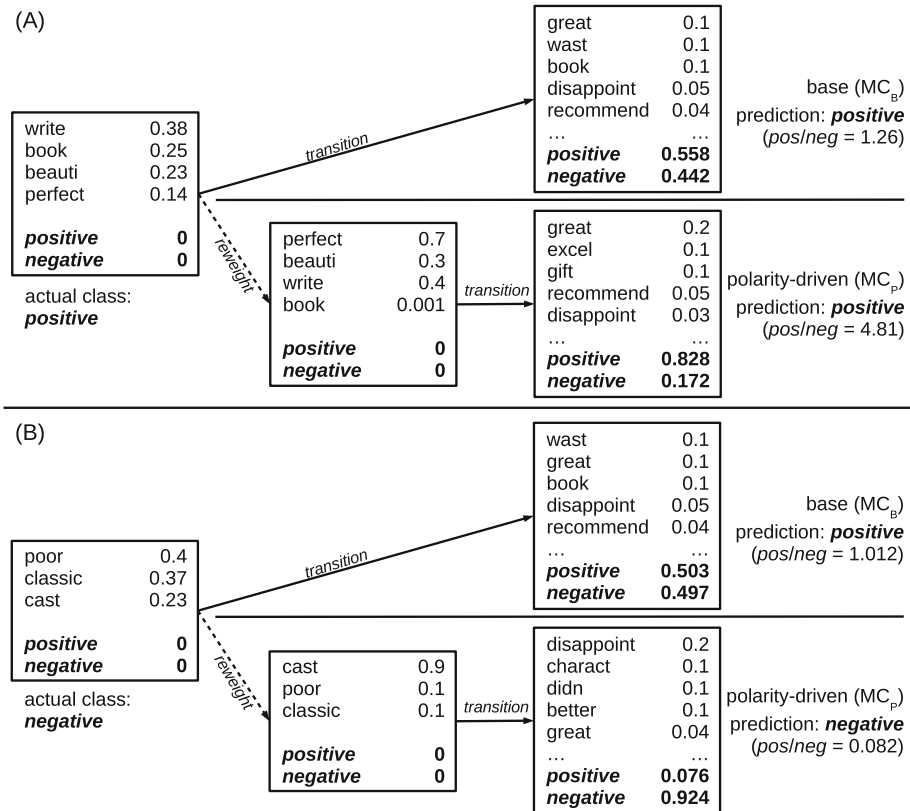 (A)
great 0.1
wast 0.1
book 0.1
disappoint 0.05
recommend 0.04
... ...
positive 0.558
negative 0.442
base (MC_B)
prediction: positive
(pos/neg = 1.26)
write 0.38
book 0.25
beauti 0.23
perfect 0.14
positive 0
negative 0
actual class:
positive
transition
reweight
perfect 0.7
beauti 0.3
write 0.4
book 0.001
positive 0
negative 0
transition
great 0.2
excel 0.1
gift 0.1
recommend 0.05
disappoint 0.03
... ...
positive 0.828
negative 0.172
polarity-driven (MC_P)
prediction: positive
(pos/neg = 4.81)
(B)
wast 0.1
great 0.1
book 0.1
disappoint 0.05
recommend 0.04
... ...
positive 0.503
negative 0.497
base (MC_B)
prediction: positive
(pos/neg = 1.012)
poor 0.4
classic 0.37
cast 0.23
positive 0
negative 0
actual class:
negative
transition
reweight
cast 0.9
poor 0.1
classic 0.1
positive 0
negative 0
transition
disappoint 0.2
charact 0.1
didn 0.1
better 0.1
great 0.04
... ...
positive 0.076
negative 0.924
polarity-driven (MC_P)
prediction: negative
(pos/neg = 0.082)